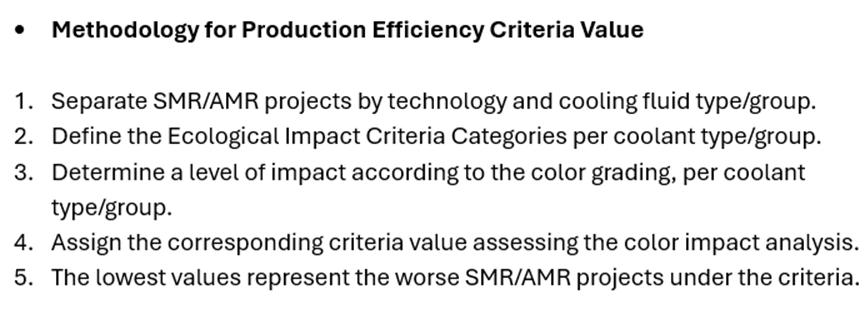 • Methodology for Production Efficiency Criteria Value
1. Separate SMR/AMR projects by technology and cooling fluid type/group.
2. Define the Ecological Impact Criteria Categories per coolant type/group.
3. Determine a level of impact according to the color grading, per coolant
type/group.
4. Assign the corresponding criteria value assessing the color impact analysis.
5. The lowest values represent the worse SMR/AMR projects under the criteria.